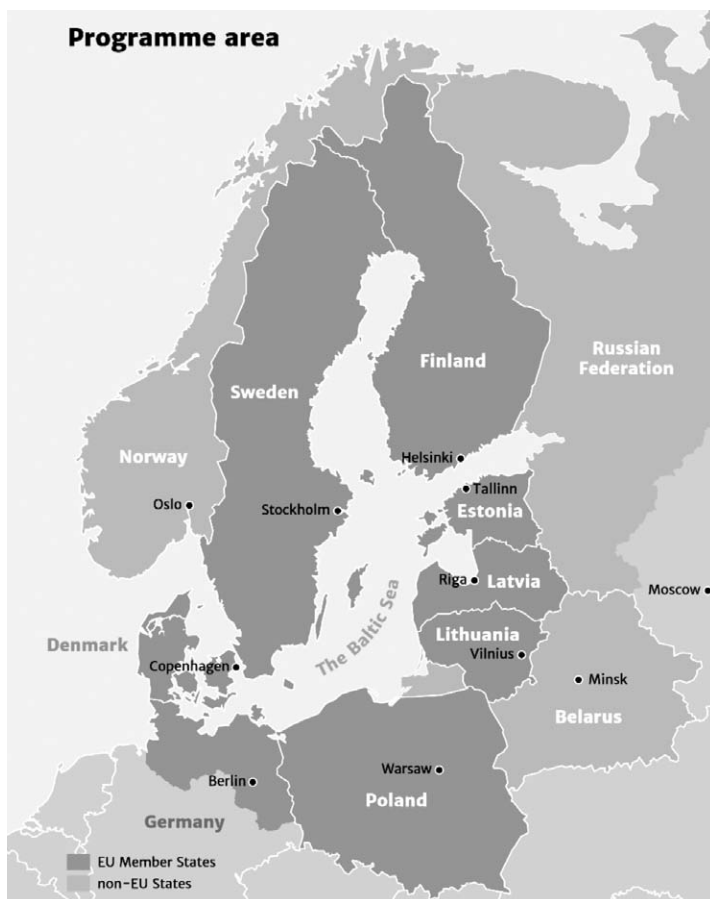 Programme area
Russian
Federation
Finland
Sweden
Norway
Helsinki
Oslo
Stockholm
Tallinn
Estonia
Riga
Latvia
Moscow
The Baltic Sea
Lithuania
Denmark
Vilnius
Copenhagen
Minsk
Belarus
Warsaw
Berlin
Poland
Germany
EU Member States
non-EU States